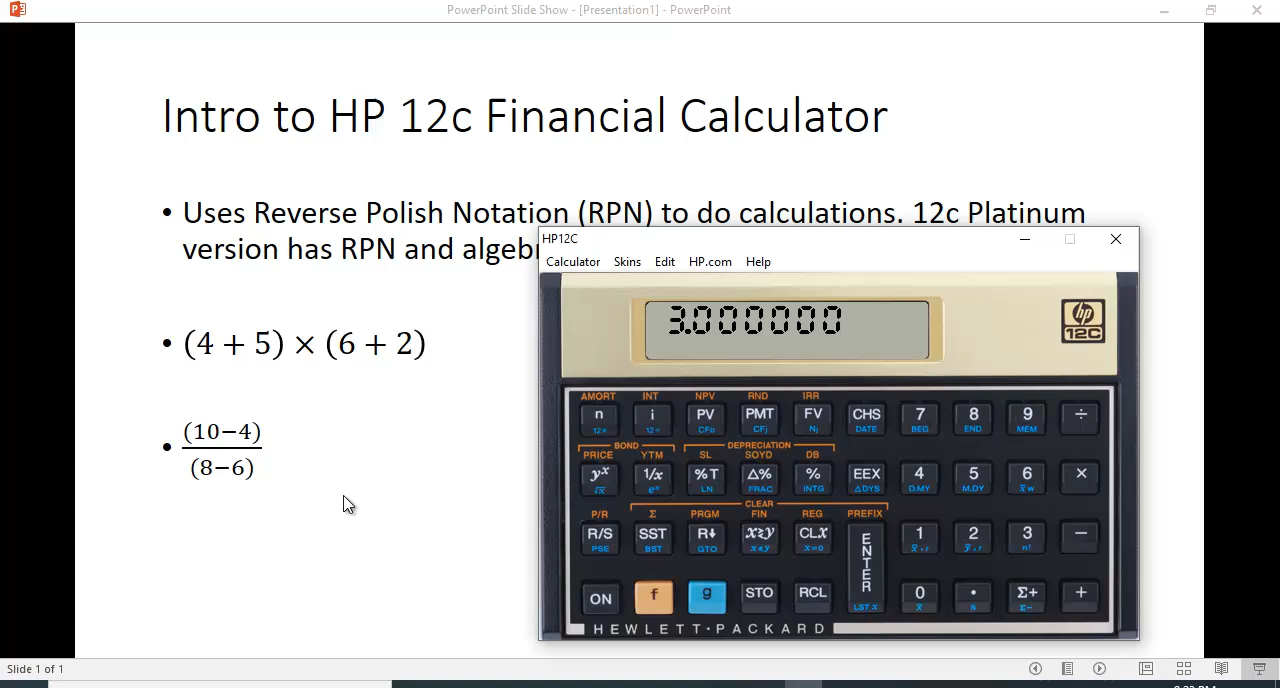 PowerPoint Slide Show - [Presentation1] - PowerPoint
Intro to HP 12c Financial Calculator
• Uses Reverse Polish Notation (RPN) to do calculations. 12c Platinum
version has RPN and algeb
• (4 + 5) × (6 + 2)
• (10−4)
(8−6)
HP12C
Calculator Skins Edit HP.com Help
3.000000
hp
12C
AMORT INT NPV RND IRR
n i PV PMT FV CHS 7 8 9 ÷
12× 12÷ CFo CFj Nj DATE BEG END MEM
BOND DEPRECIATION
PRICE YTM SL SOYD DB
yˣ 1/x %T Δ% % EEX 4 5 6 ×
√x eˣ LN FRAC INTG ΔDYS D.MY M.DY x̄w
CLEAR
P/R Σ PRGM FIN REG PREFIX
R/S SST R↓ x≷y CLx ENTER 1 2 3 −
PSE BST GTO x≤y x=0 x̂,r ŷ,r n!
ON f g STO RCL 0 • Σ+ +
LST X x̄ s Σ−
HEWLETT·PACKARD
Slide 1 of 1